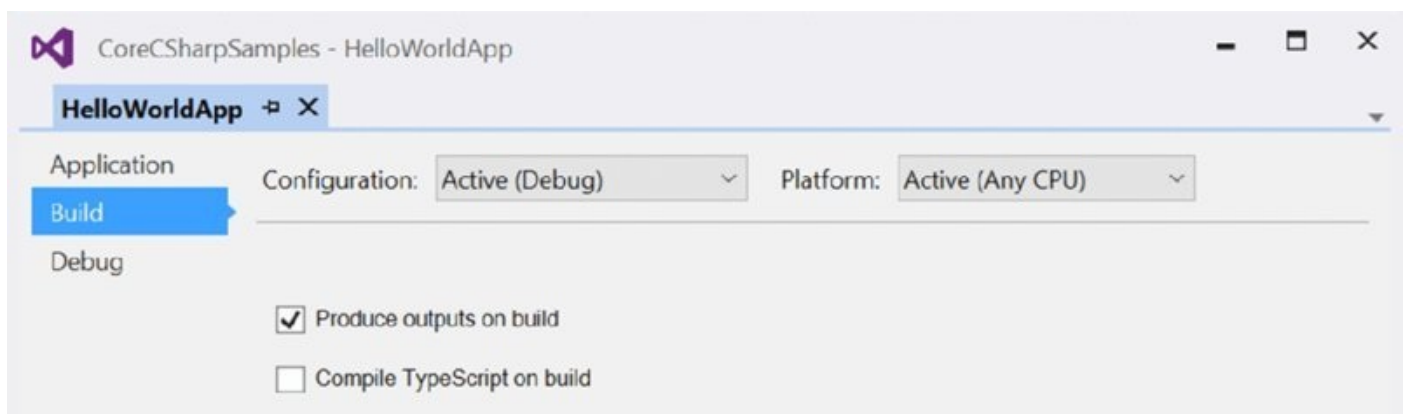 CoreCSharpSamples - HelloWorldApp
HelloWorldApp
Application
Configuration: Active (Debug) Platform: Active (Any CPU)
Build
Debug
Produce outputs on build
Compile TypeScript on build